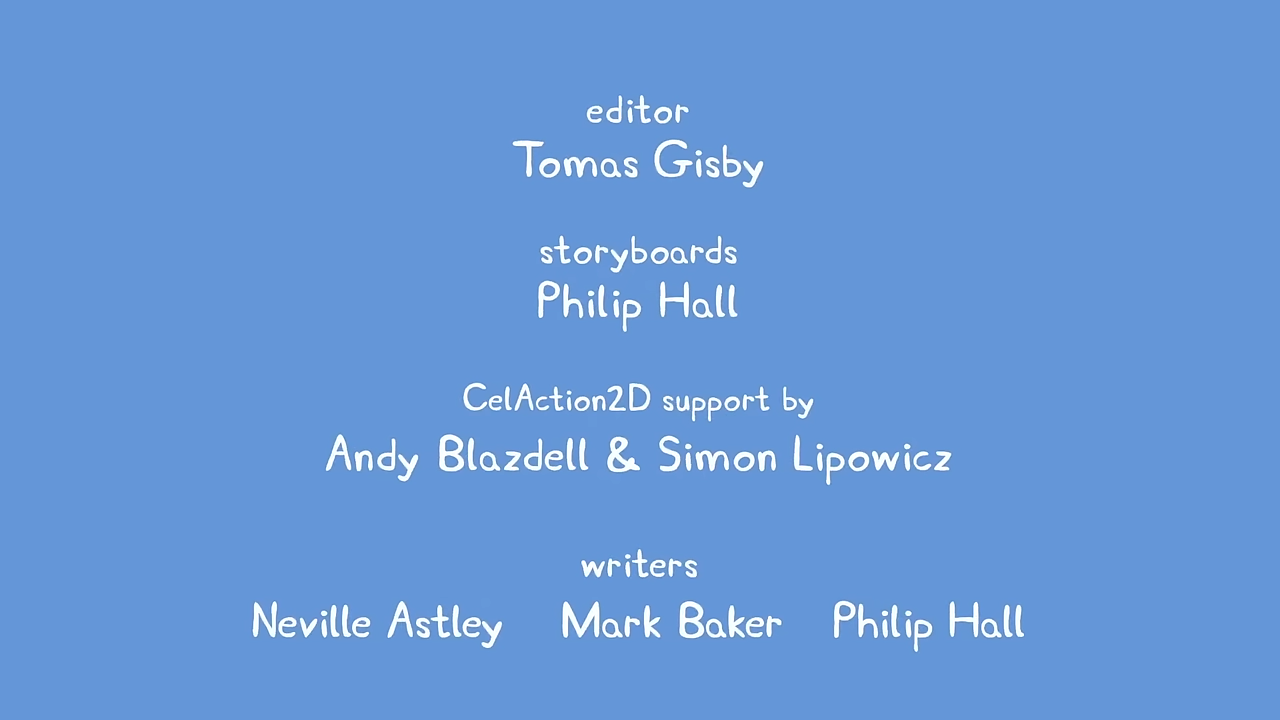 editor
Tomas Gisby
storyboards
Philip Hall
CelAction2D support by
Andy Blazdell & Simon Lipowicz
writers
Neville Astley Mark Baker Philip Hall